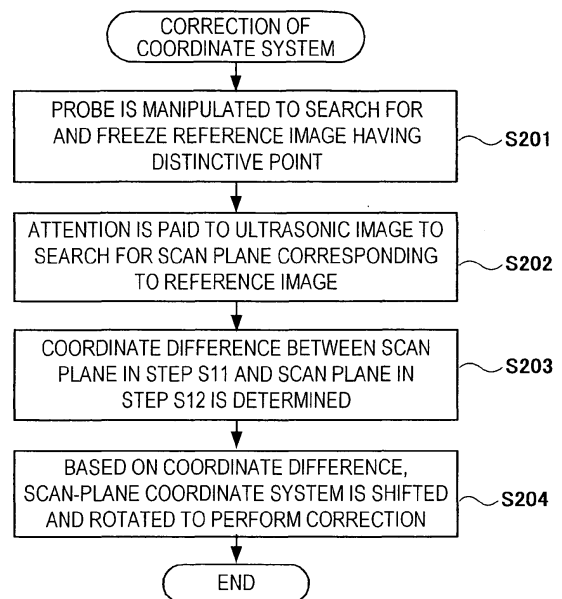 CORRECTION OF
COORDINATE SYSTEM
PROBE IS MANIPULATED TO SEARCH FOR
AND FREEZE REFERENCE IMAGE HAVING
DISTINCTIVE POINT
S201
ATTENTION IS PAID TO ULTRASONIC IMAGE TO
SEARCH FOR SCAN PLANE CORRESPONDING
TO REFERENCE IMAGE
S202
COORDINATE DIFFERENCE BETWEEN SCAN
PLANE IN STEP S11 AND SCAN PLANE IN
STEP S12 IS DETERMINED
S203
BASED ON COORDINATE DIFFERENCE,
SCAN-PLANE COORDINATE SYSTEM IS SHIFTED
AND ROTATED TO PERFORM CORRECTION
S204
END